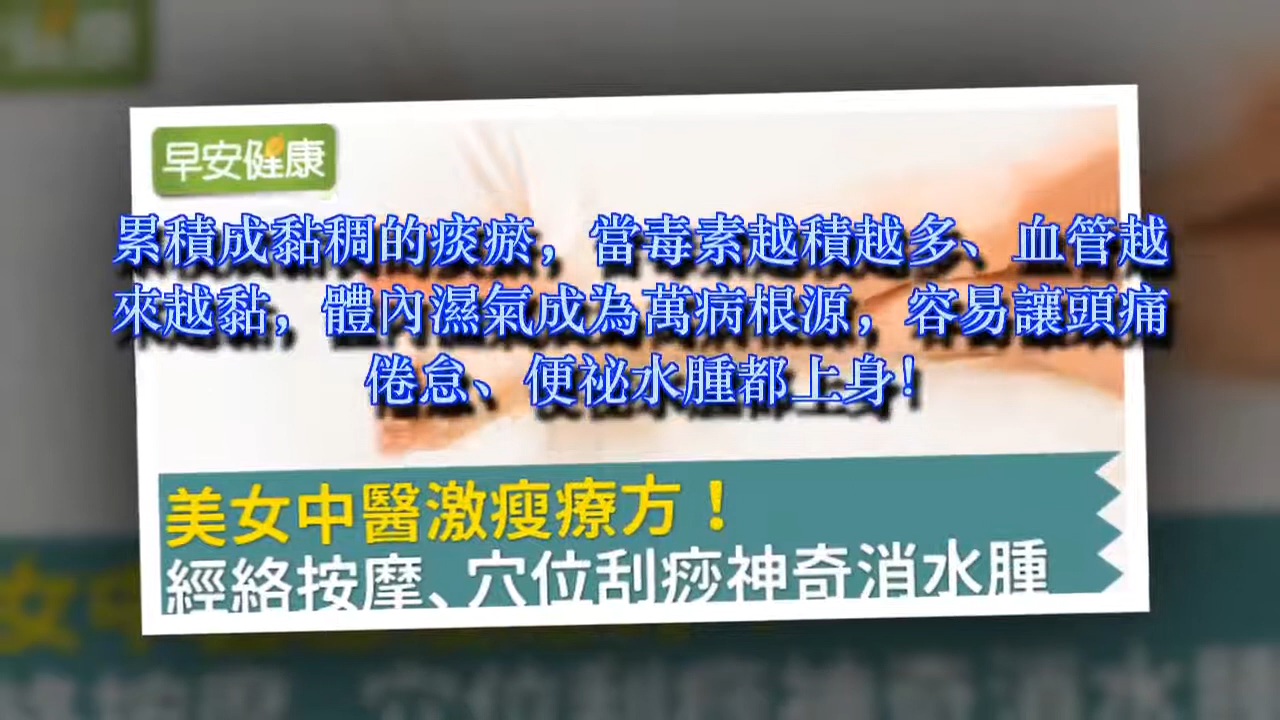 早安健康
累積成黏稠的痰瘀，當毒素越積越多、血管越
來越黏，體內濕氣成為萬病根源，容易讓頭痛
倦怠、便祕水腫都上身！
美女中醫激瘦療方！
經絡按摩、穴位刮痧神奇消水腫